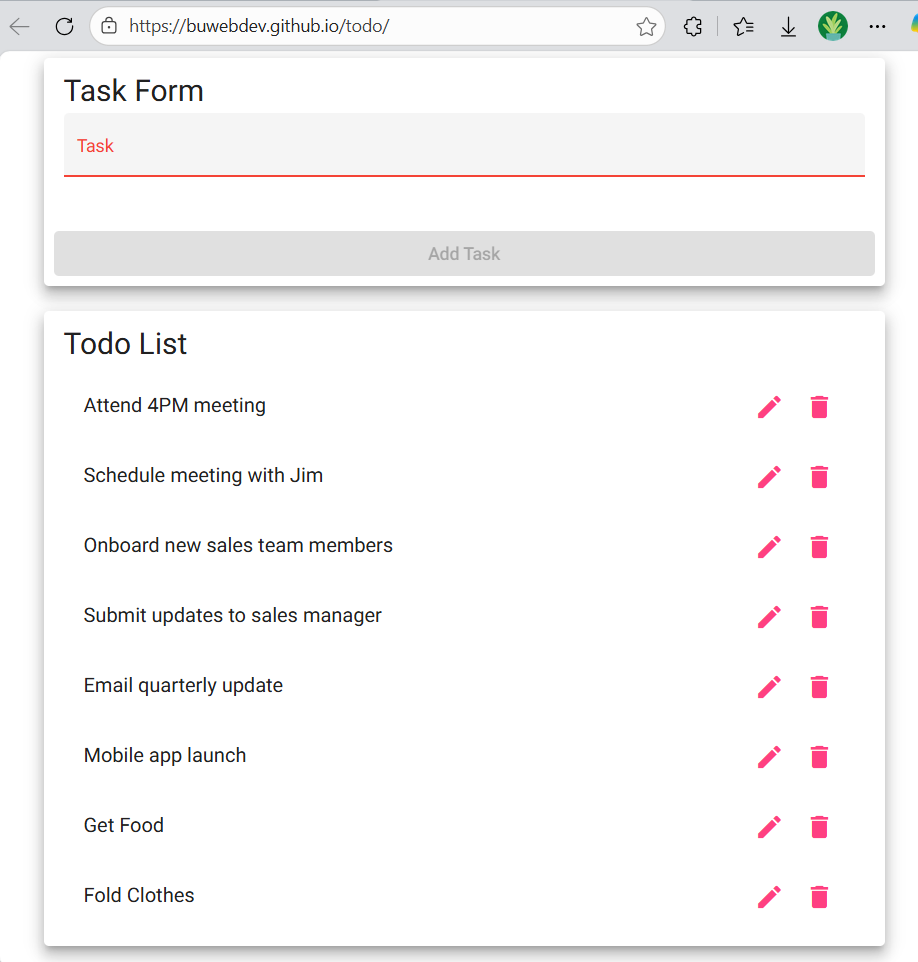 https://buwebdev.github.io/todo/
Task Form
Task
Add Task
Todo List
Attend 4PM meeting
Schedule meeting with Jim
Onboard new sales team members
Submit updates to sales manager
Email quarterly update
Mobile app launch
Get Food
Fold Clothes